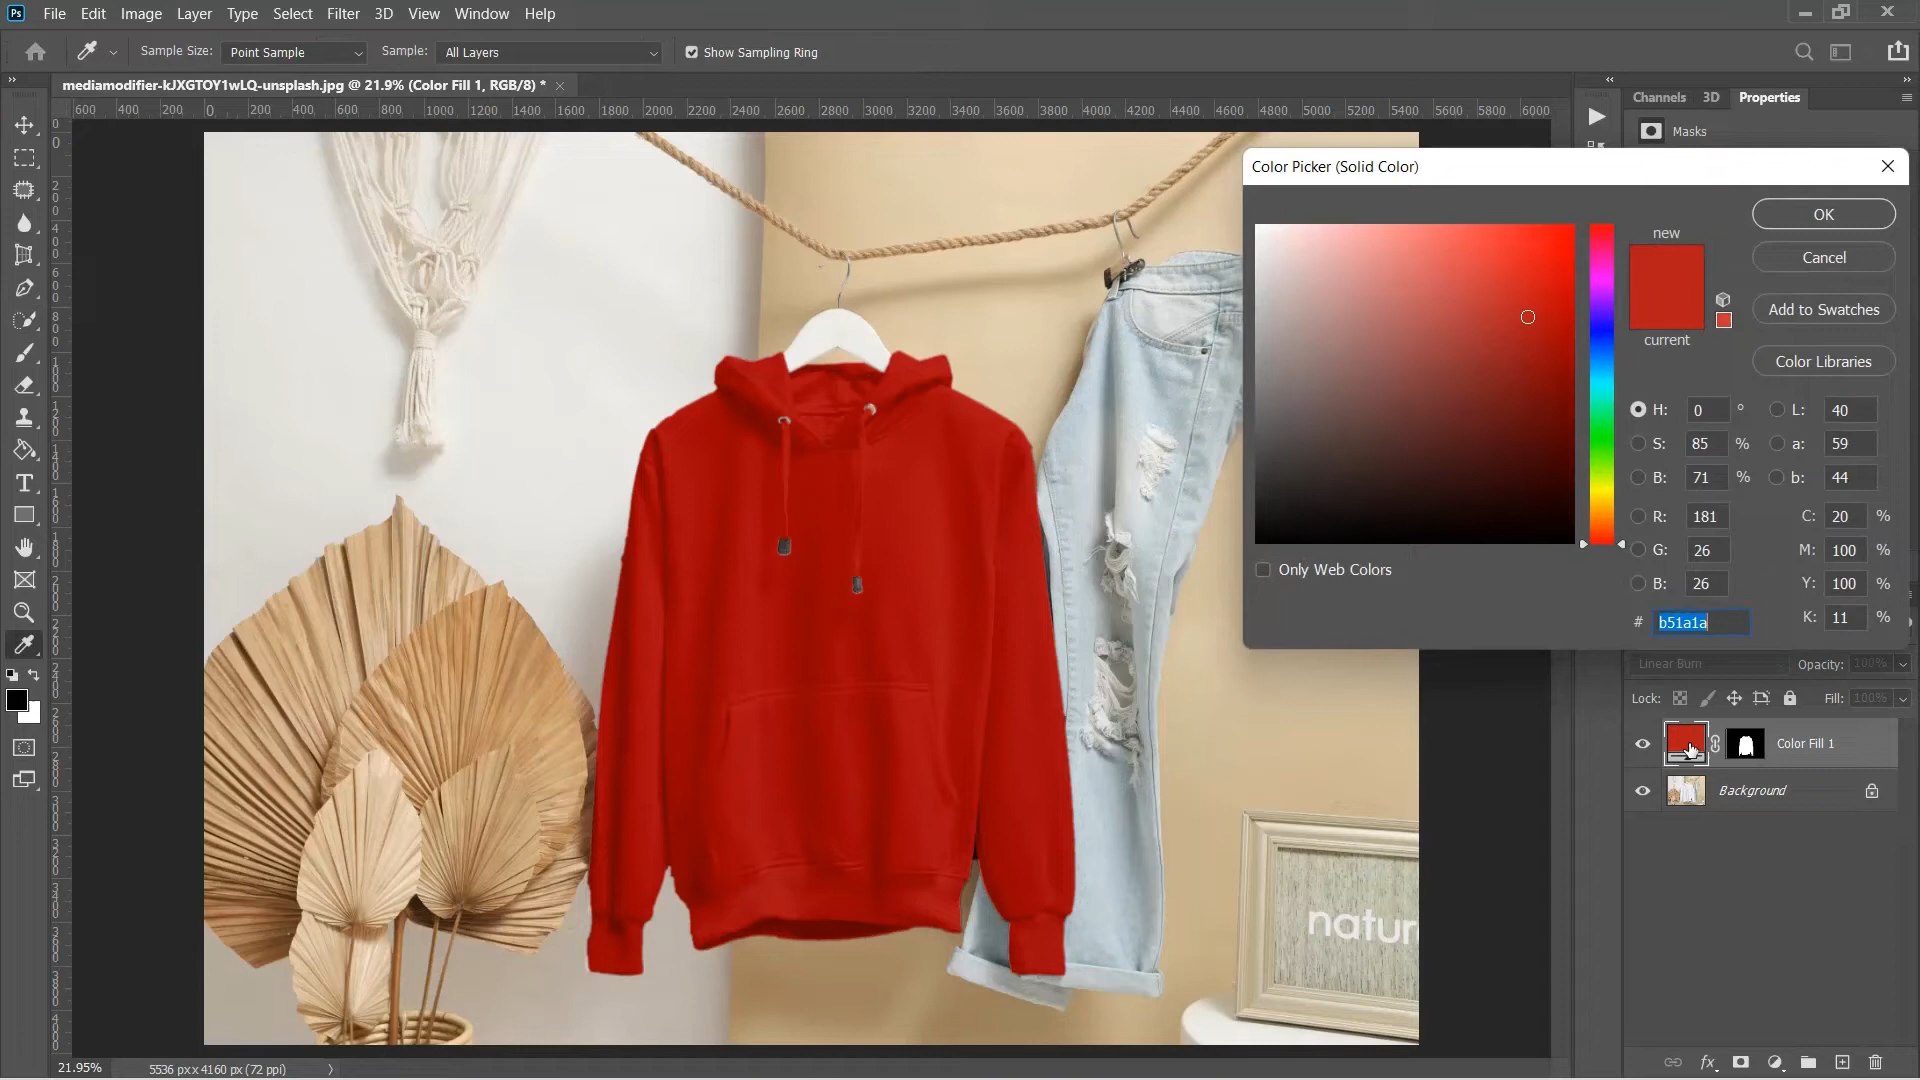 Ps File Edit Image Layer Type Select Filter 3D View Window Help
Sample Size: Point Sample Sample: All Layers Show Sampling Ring
mediamodifier-kJXGTOY1wLQ-unsplash.jpg @ 21.9% (Color Fill 1, RGB/8) *
Channels 3D Properties
600 400 200 0 200 400 600 800 1000 1200 1400 1600 1800 2000 2200 2400 2600 2800 3000 3200 3400 3600 3800 4000 4200 4400 4600 4800 5000 5200 5400 5600 5800 6000
Masks
Color Picker (Solid Color)
new
current
OK
Cancel
Add to Swatches
Color Libraries
H: 0 ° L: 40
S: 85 % a: 59
B: 71 % b: 44
R: 181 C: 20 %
G: 26 M: 100 %
B: 26 Y: 100 %
# b51a1a K: 11 %
Only Web Colors
Linear Burn Opacity: 100%
Lock: Fill: 100%
Color Fill 1
Background
natur
fx
21.95% 5536 px x 4160 px (72 ppi)